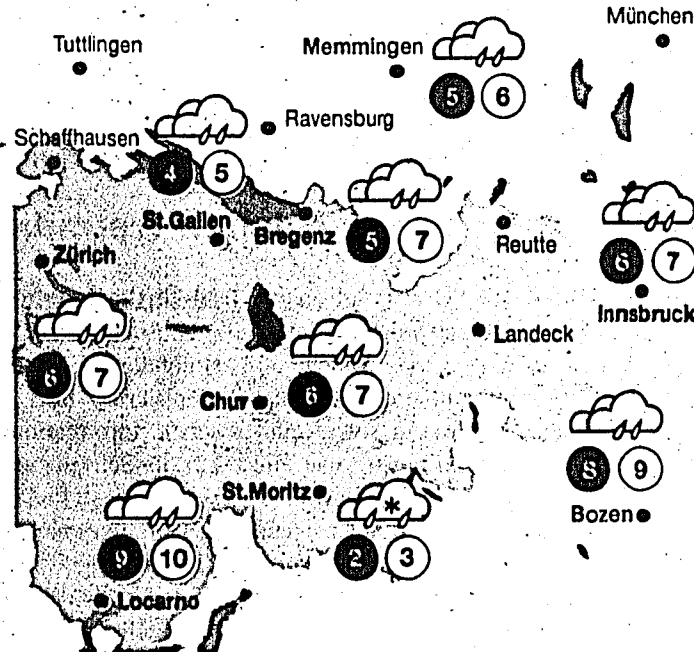 München
Tuttlingen
Memmingen
5 6
Ravensburg
Schaffhausen
4 5
St.Gallen
Bregenz
5 7
Reutte
Zürich
6 7
Innsbruck
Landeck
6 7
7
Chur
8 9
St.Moritz
*
Bozen
9 10
2 3
Locarno